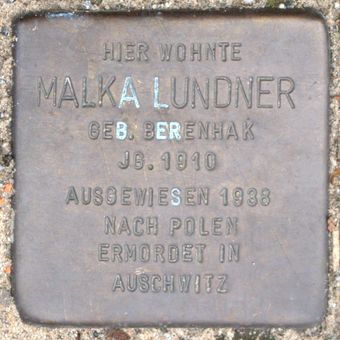 HIER WOHNTE
MALKA LUNDNER
GEB. BERENHAK
JG. 1910
AUSGEWIESEN 1938
NACH POLEN
ERMORDET IN
AUSCHWITZ